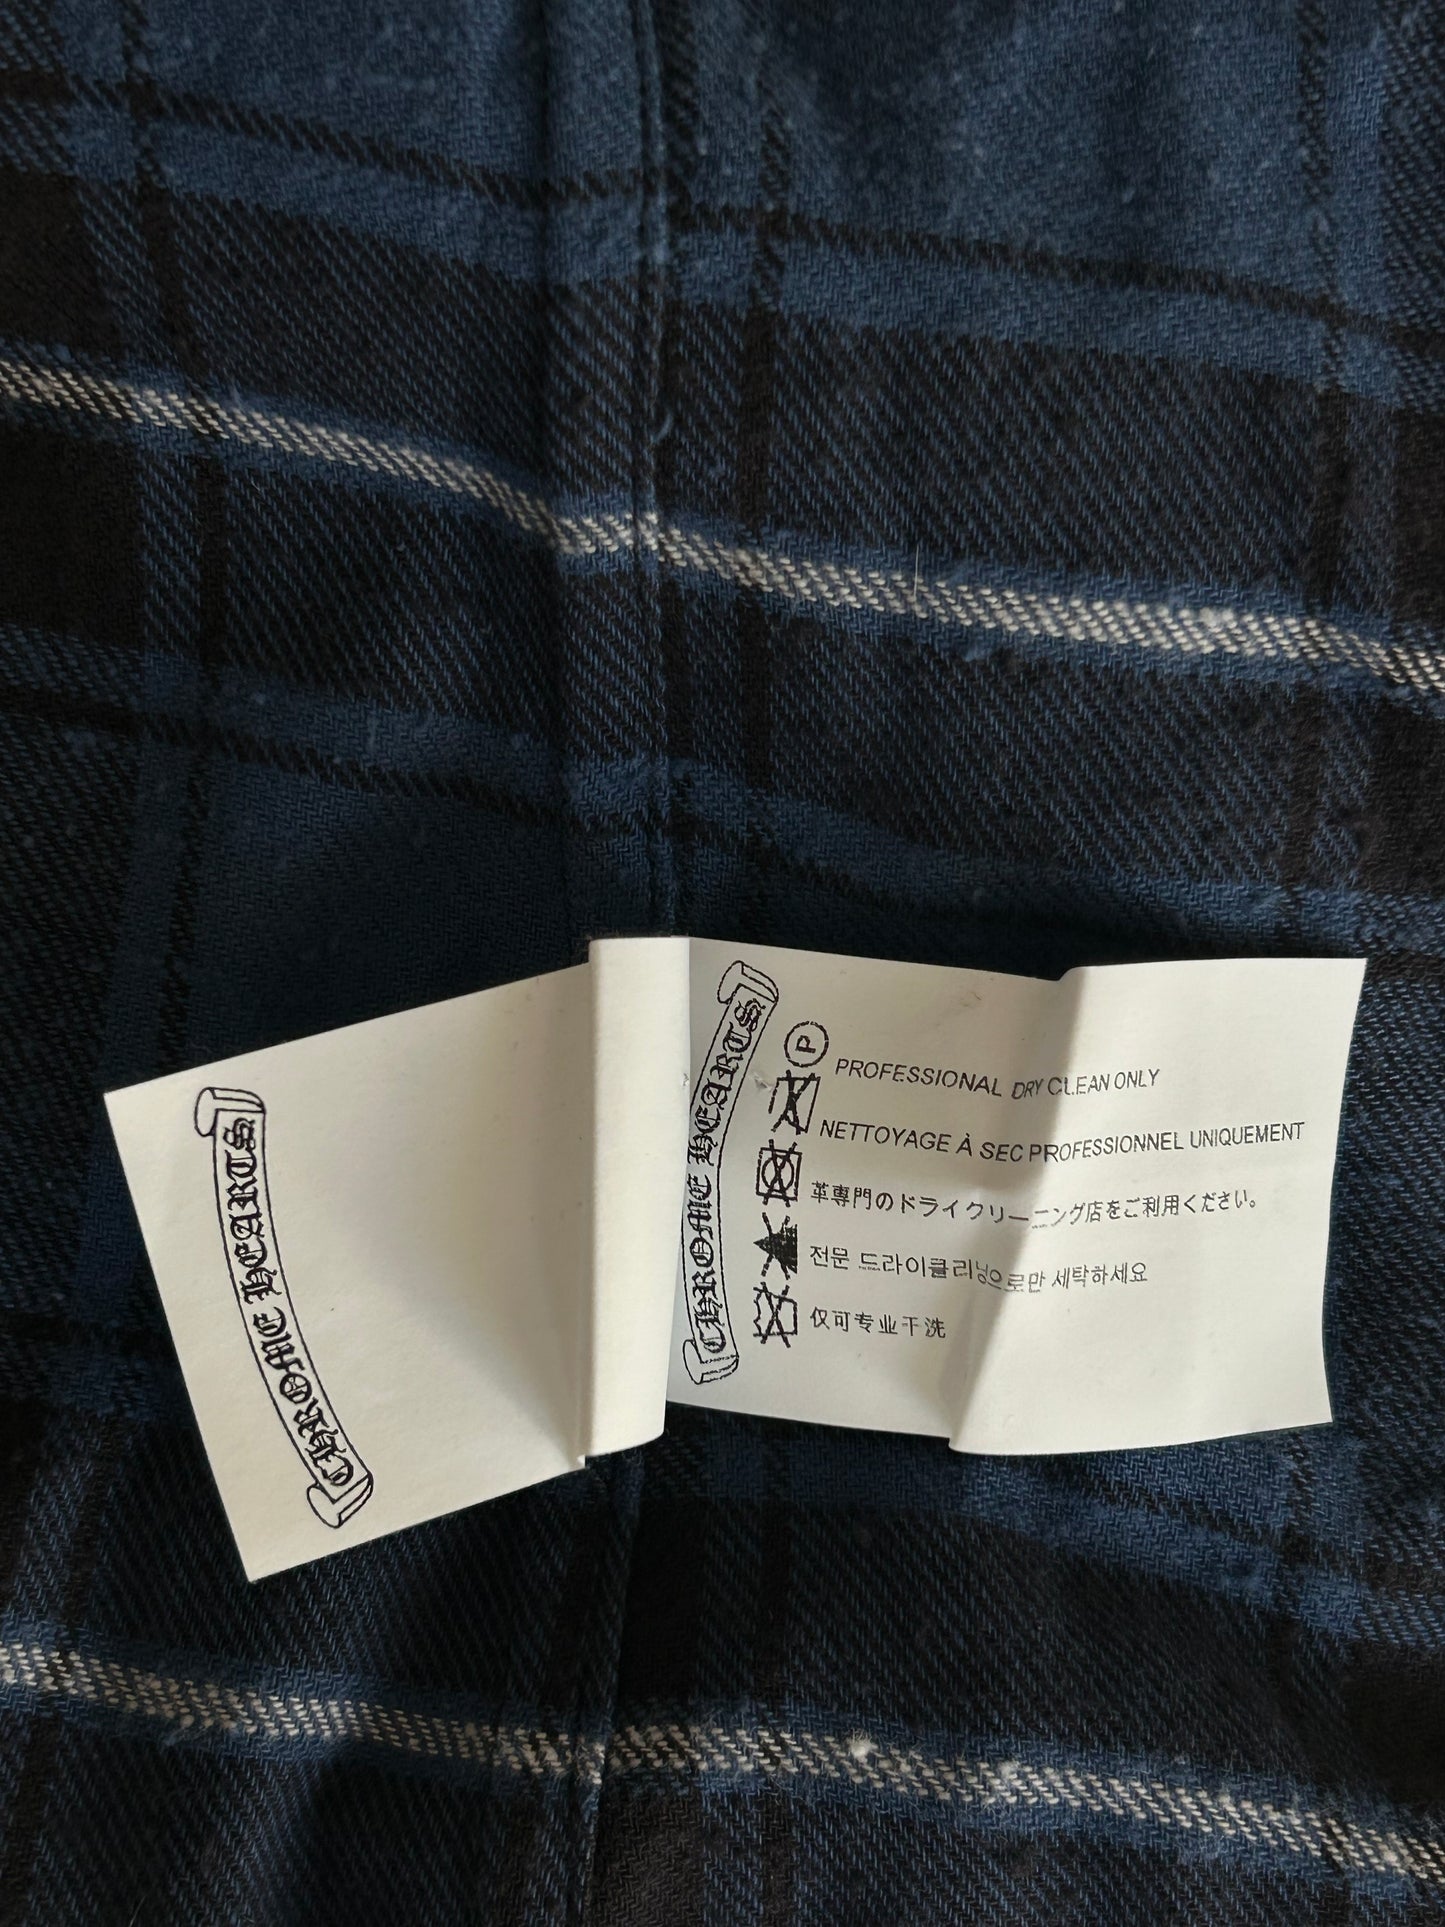 CHROME HEARTS
CHROME HEARTS
P
PROFESSIONAL DRY CLEAN ONLY
NETTOYAGE À SEC PROFESSIONNEL UNIQUEMENT
革専門のドライクリーニング店をご利用ください。
전문 드라이클리닝으로만 세탁하세요
仅可专业干洗